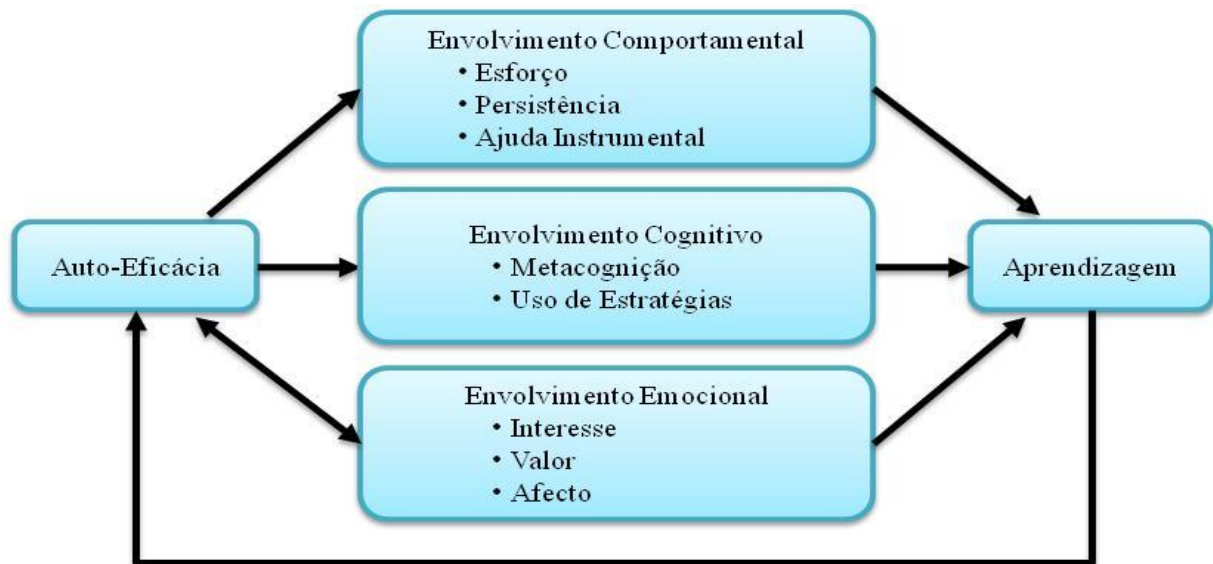 Envolvimento Comportamental
• Esforço
• Persistência
• Ajuda Instrumental
Auto-Eficácia
Envolvimento Cognitivo
• Metacognição
• Uso de Estratégias
Aprendizagem
Envolvimento Emocional
• Interesse
• Valor
• Afecto